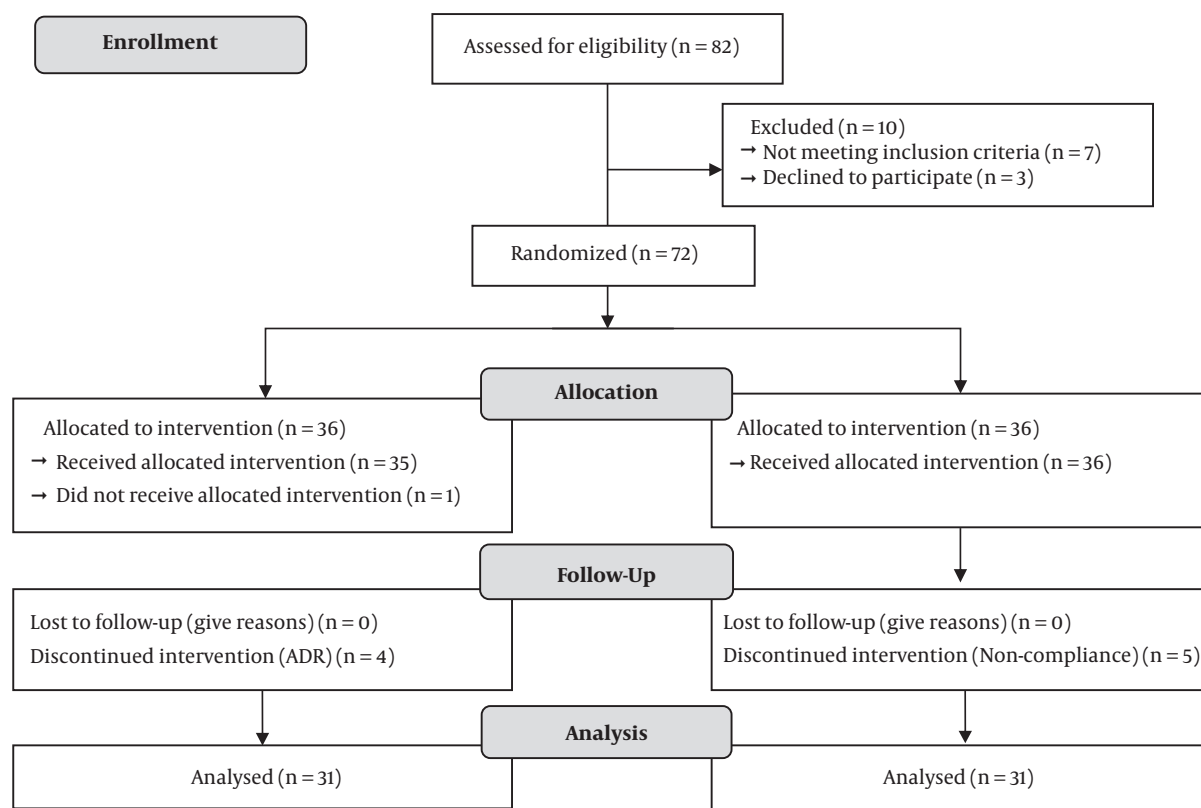 Enrollment
Assessed for eligibility (n = 82)
Excluded (n = 10)
→ Not meeting inclusion criteria (n = 7)
→ Declined to participate (n = 3)
Randomized (n = 72)
Allocation
Allocated to intervention (n = 36)
→ Received allocated intervention (n = 35)
→ Did not receive allocated intervention (n = 1)
Allocated to intervention (n = 36)
→ Received allocated intervention (n = 36)
Follow-Up
Lost to follow-up (give reasons) (n = 0)
Discontinued intervention (ADR) (n = 4)
Lost to follow-up (give reasons) (n = 0)
Discontinued intervention (Non-compliance) (n = 5)
Analysis
Analysed (n = 31)
Analysed (n = 31)